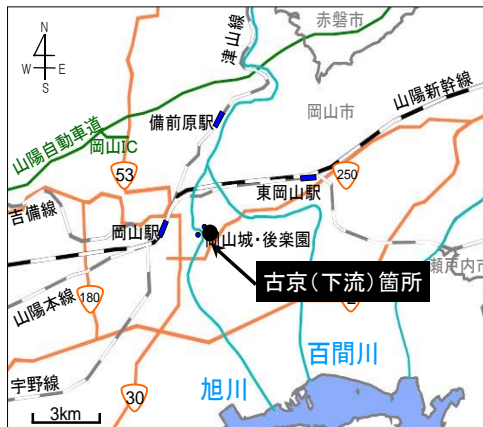 赤磐市
津山線
山陽新幹線
岡山市
備前原駅
山陽自動車道
岡山IC
53
東岡山駅
250
吉備線
岡山駅
岡山城・後楽園
瀬戸内市
古京(下流)箇所
山陽本線
180
2
百間川
旭川
宇野線
30
3km
N
W
E
S